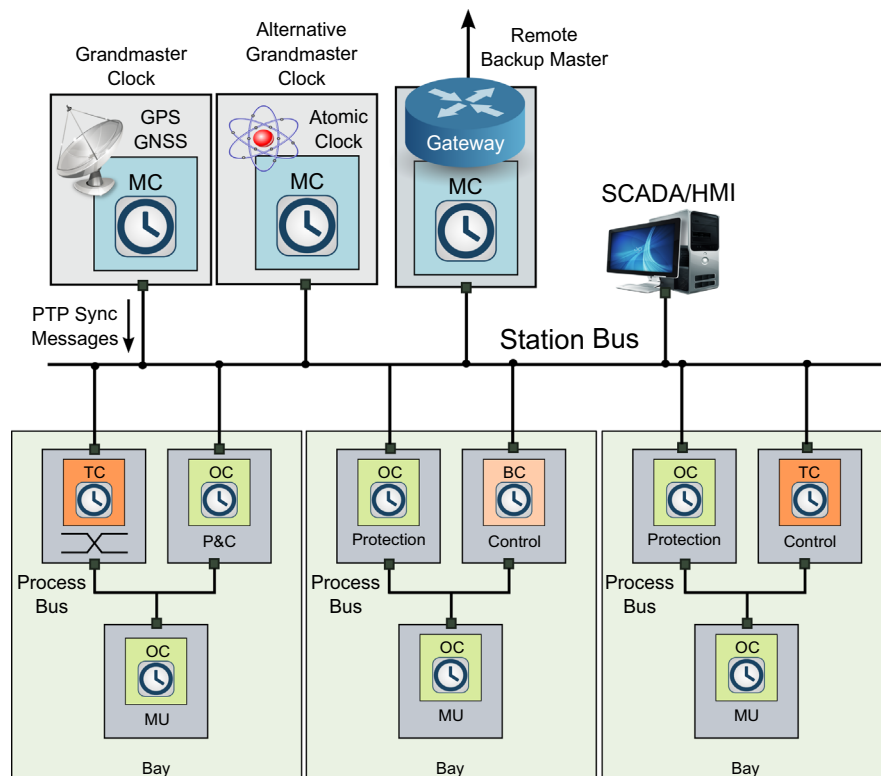 Grandmaster
Clock
Alternative
Grandmaster
Clock
Remote
Backup Master
GPS
GNSS
MC
Atomic
Clock
MC
Gateway
MC
SCADA/HMI
PTP Sync
Messages
Station Bus
TC
OC
P&C
Process
Bus
OC
MU
Bay
OC
Protection
BC
Control
Process
Bus
OC
MU
Bay
OC
Protection
TC
Control
Process
Bus
OC
MU
Bay